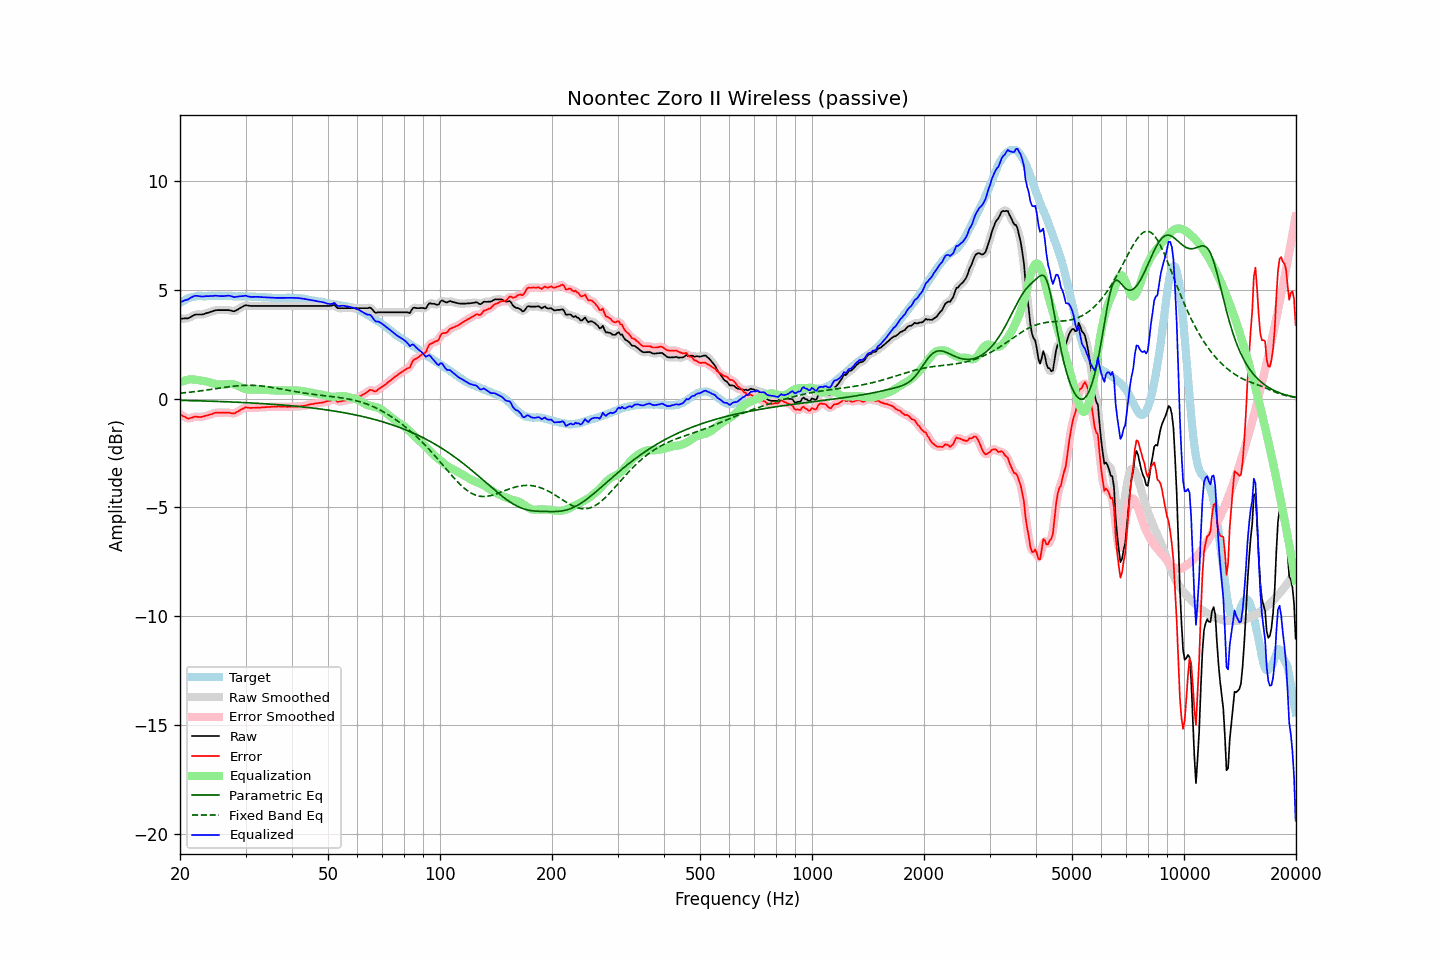 Noontec Zoro II Wireless (passive)
Amplitude (dBr)
10
5
0
−5
−10
−15
−20
Target
Raw Smoothed
Error Smoothed
Raw
Error
Equalization
Parametric Eq
Fixed Band Eq
Equalized
20 50 100 200 500 1000 2000 5000 10000 20000
Frequency (Hz)